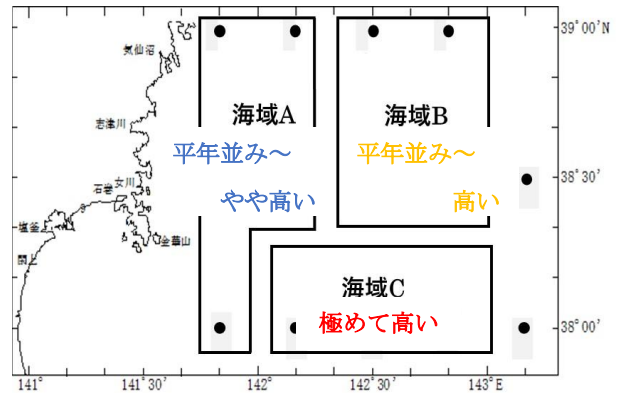 39°00'N
気仙沼
海域A
海域B
志津川
平年並み～
平年並み～
38°30'
石巻
女川
やや高い
高い
塩釜
金華山
閖上
海域C
極めて高い
38°00'
141°
141°30'
142°
142°30'
143°E